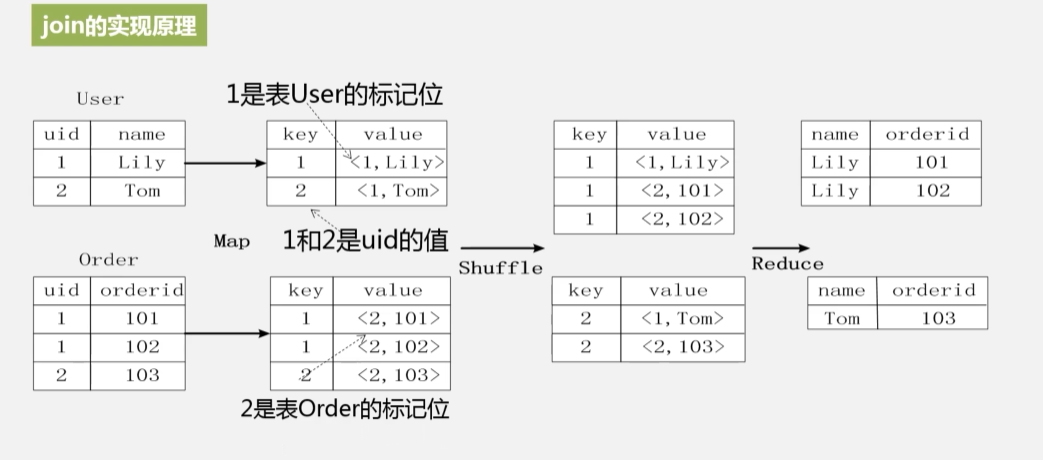 join的实现原理
User
uid name
1 Lily
2 Tom
1是表User的标记位
key value
1 <1, Lily>
2 <1, Tom>
1和2是uid的值
Map
Order
uid orderid
1 101
1 102
2 103
key value
1 <2, 101>
1 <2, 102>
2 <2, 103>
2是表Order的标记位
Shuffle
key value
1 <1, Lily>
1 <2, 101>
1 <2, 102>
key value
2 <1, Tom>
2 <2, 103>
Reduce
name orderid
Lily 101
Lily 102
name orderid
Tom 103